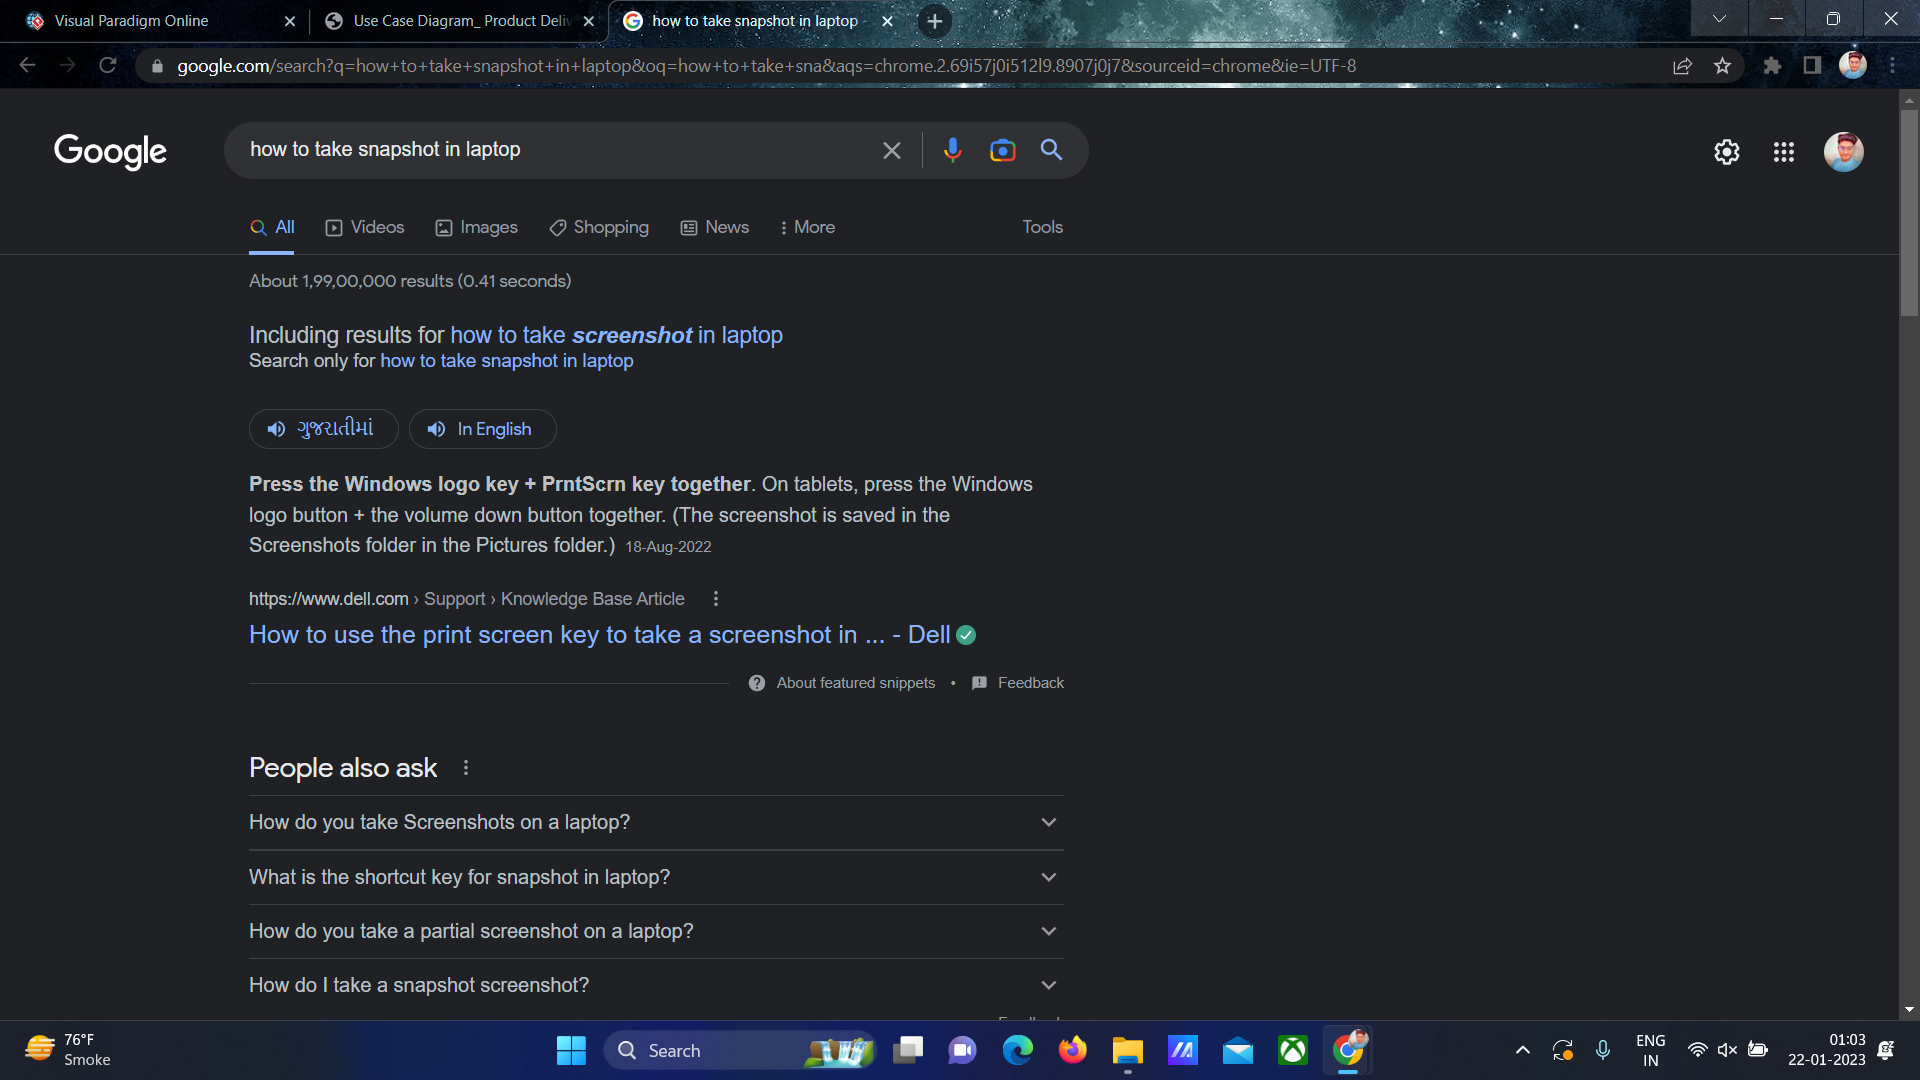 Visual Paradigm Online
Use Case Diagram_ Product Deliv
how to take snapshot in laptop -
google.com/search?q=how+to+take+snapshot+in+laptop&oq=how+to+take+sna&aqs=chrome.2.69i57j0i512l9.8907j0j7&sourceid=chrome&ie=UTF-8
Google
how to take snapshot in laptop
All Videos Images Shopping News More Tools
About 1,99,00,000 results (0.41 seconds)
Including results for how to take screenshot in laptop
Search only for how to take snapshot in laptop
ગુજરાતીમાં In English
Press the Windows logo key + PrntScrn key together. On tablets, press the Windows
logo button + the volume down button together. (The screenshot is saved in the
Screenshots folder in the Pictures folder.) 18-Aug-2022
https://www.dell.com › Support › Knowledge Base Article
How to use the print screen key to take a screenshot in ... - Dell
About featured snippets • Feedback
People also ask
How do you take Screenshots on a laptop?
What is the shortcut key for snapshot in laptop?
How do you take a partial screenshot on a laptop?
How do I take a snapshot screenshot?
76°F
Smoke
Search
ENG
IN
01:03
22-01-2023